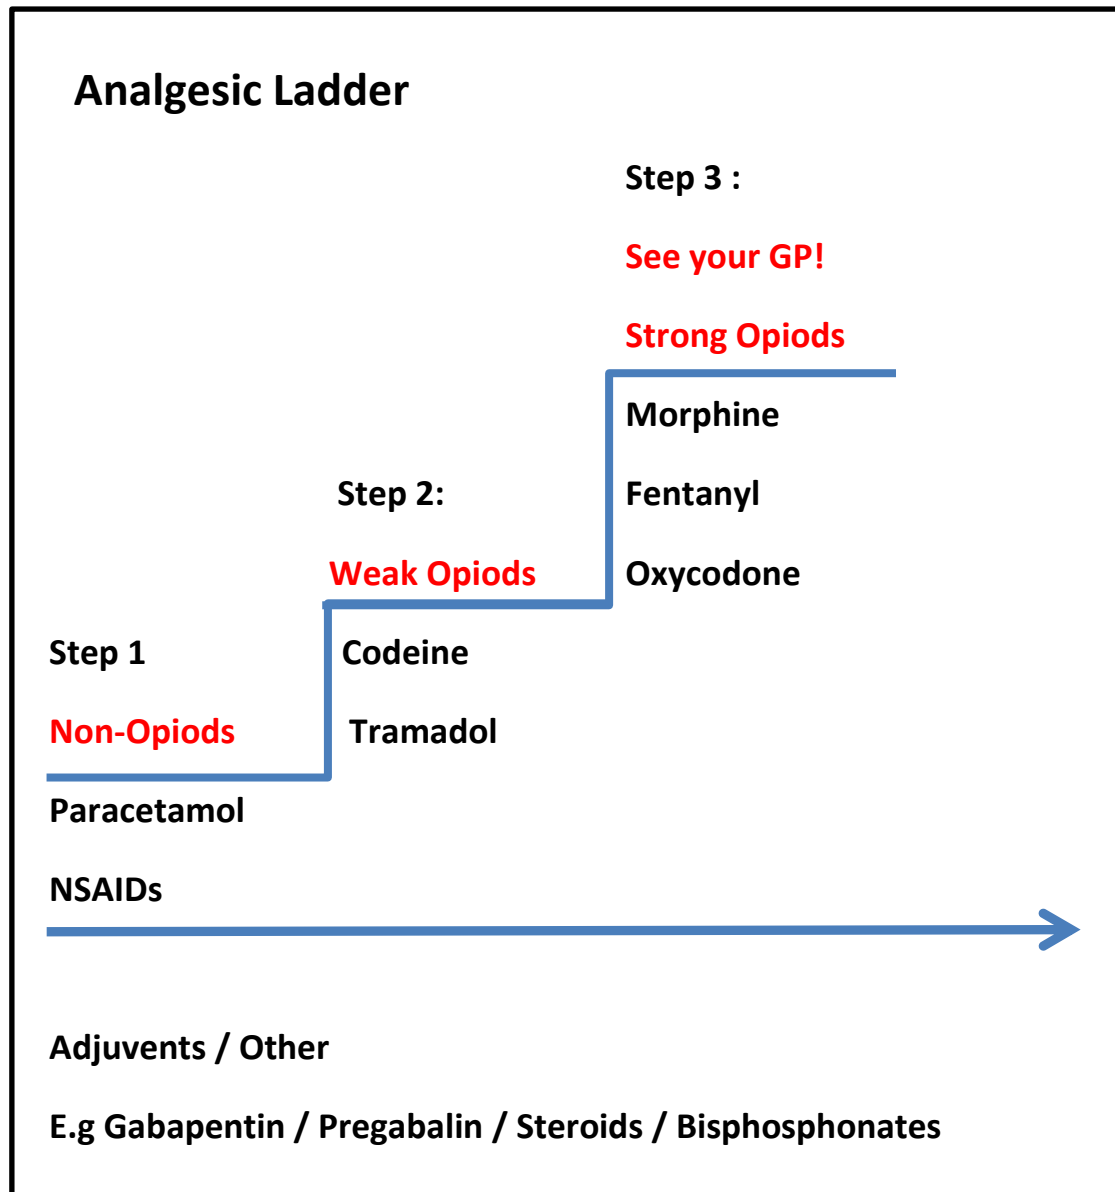 Analgesic Ladder
Step 3 :
See your GP!
Strong Opiods
Morphine
Fentanyl
Oxycodone
Step 2:
Weak Opiods
Codeine
Tramadol
Step 1
Non-Opiods
Paracetamol
NSAIDs
Adjuvents / Other
E.g Gabapentin / Pregabalin / Steroids / Bisphosphonates